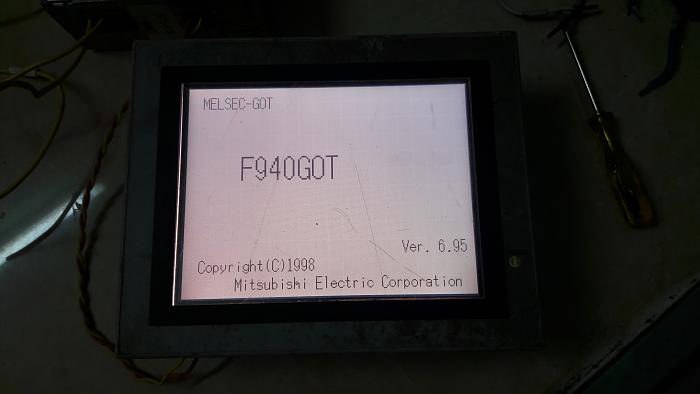 MELSEC-GOT
F940GOT
Ver. 6.95
Copyright(C)1998
Mitsubishi Electric Corporation